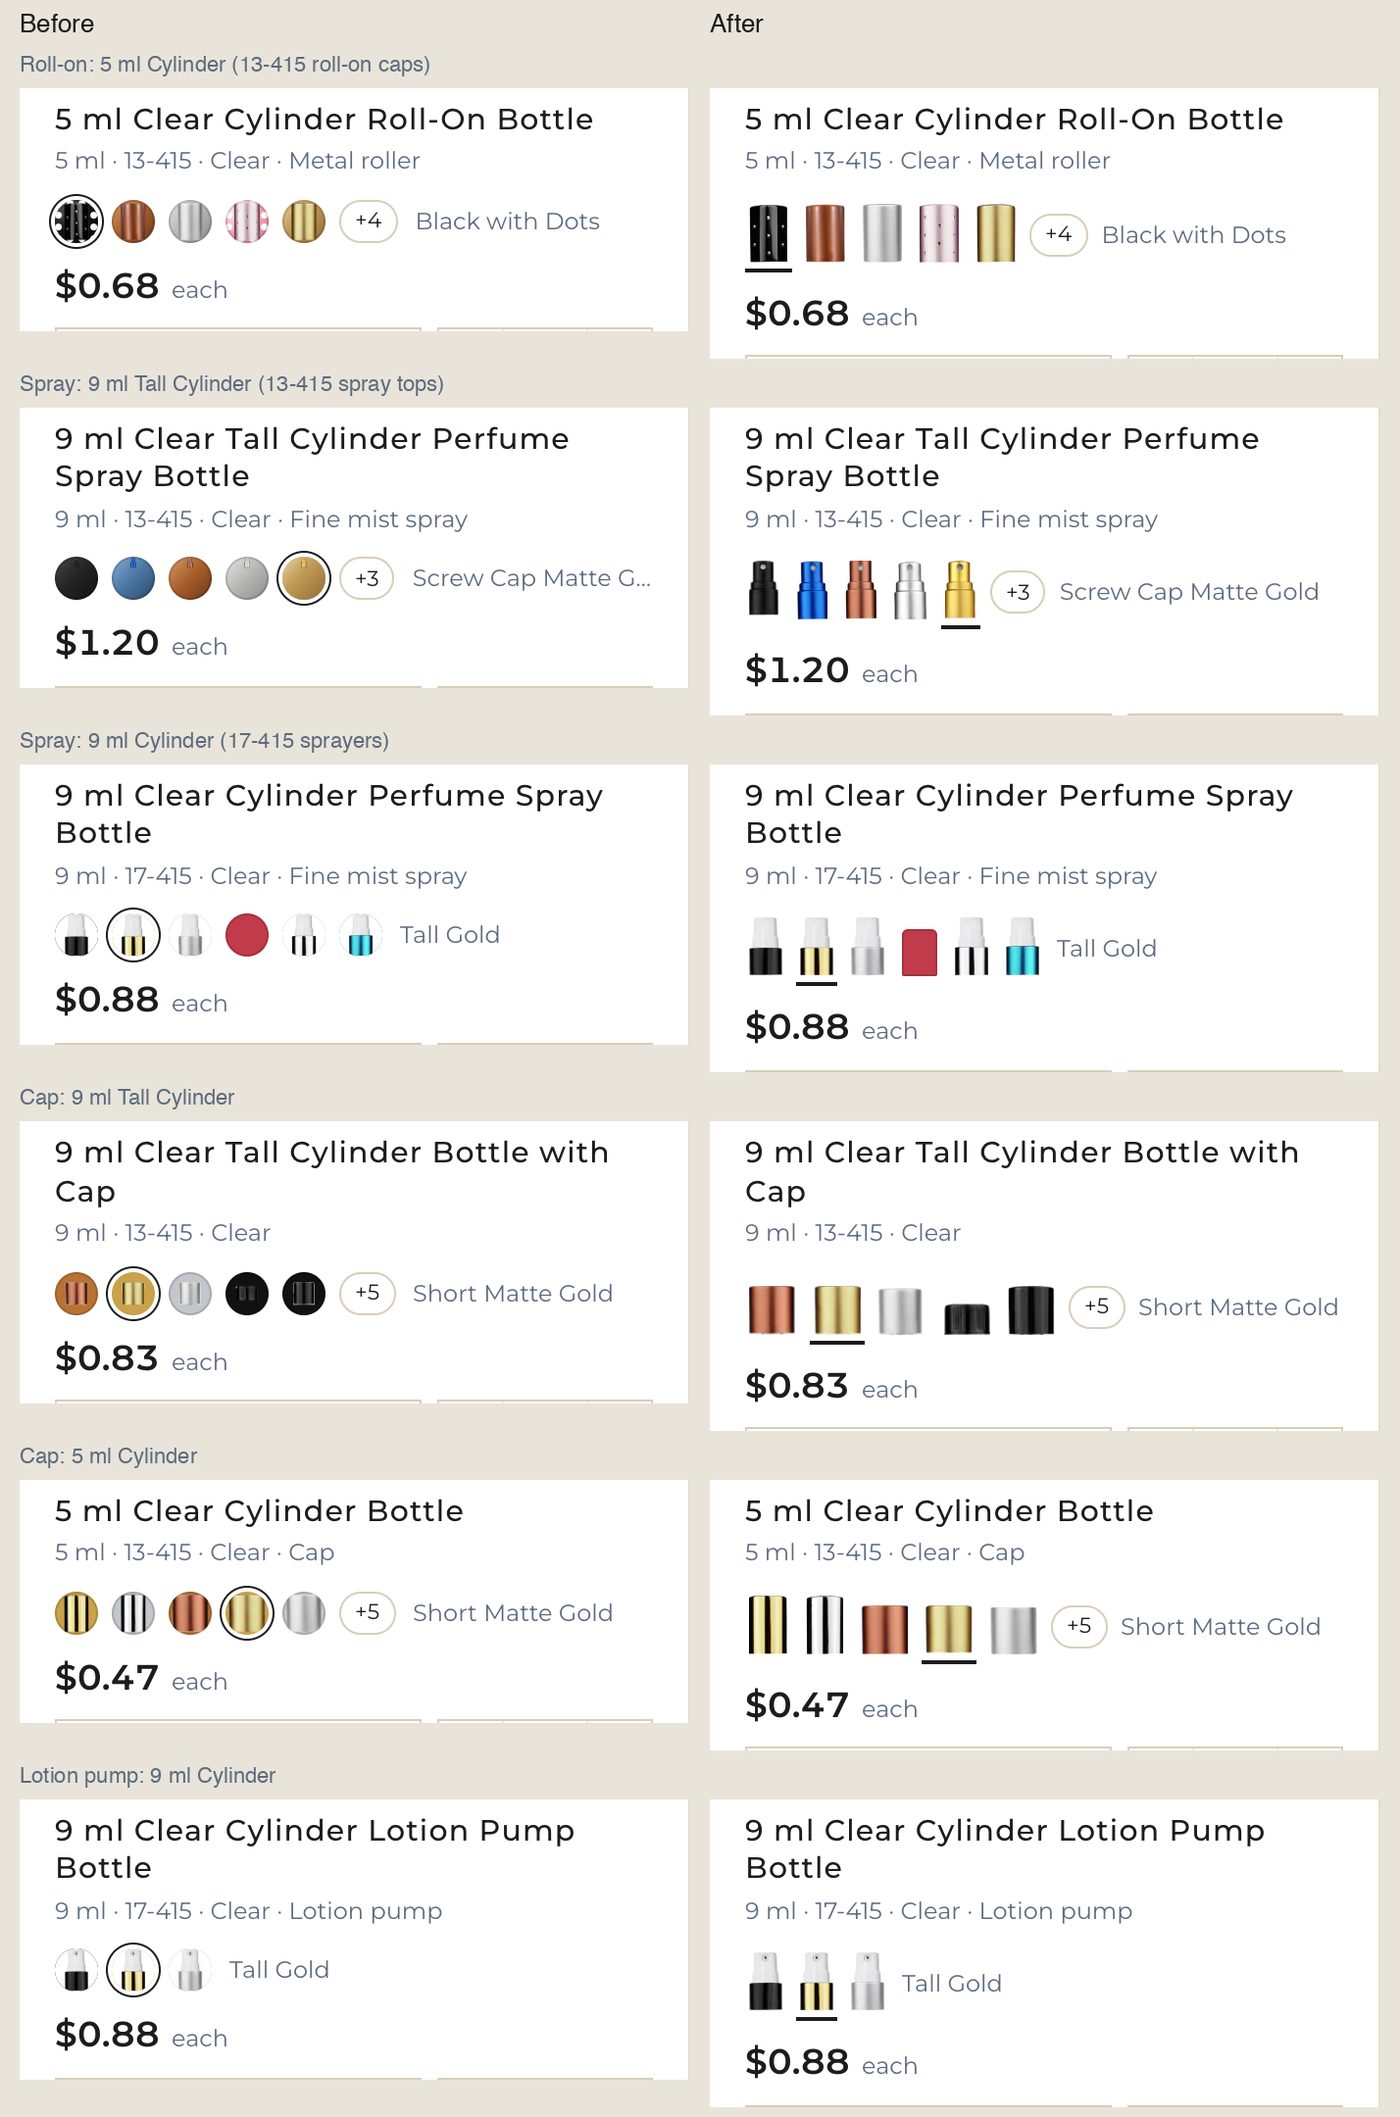 Before
After
Roll-on: 5 ml Cylinder (13-415 roll-on caps)
5 ml Clear Cylinder Roll-On Bottle
5 ml · 13-415 · Clear · Metal roller
+4 Black with Dots
$0.68 each
5 ml Clear Cylinder Roll-On Bottle
5 ml · 13-415 · Clear · Metal roller
+4 Black with Dots
$0.68 each
Spray: 9 ml Tall Cylinder (13-415 spray tops)
9 ml Clear Tall Cylinder Perfume
Spray Bottle
9 ml · 13-415 · Clear · Fine mist spray
+3 Screw Cap Matte G...
$1.20 each
9 ml Clear Tall Cylinder Perfume
Spray Bottle
9 ml · 13-415 · Clear · Fine mist spray
+3 Screw Cap Matte Gold
$1.20 each
Spray: 9 ml Cylinder (17-415 sprayers)
9 ml Clear Cylinder Perfume Spray
Bottle
9 ml · 17-415 · Clear · Fine mist spray
Tall Gold
$0.88 each
9 ml Clear Cylinder Perfume Spray
Bottle
9 ml · 17-415 · Clear · Fine mist spray
Tall Gold
$0.88 each
Cap: 9 ml Tall Cylinder
9 ml Clear Tall Cylinder Bottle with
Cap
9 ml · 13-415 · Clear
+5 Short Matte Gold
$0.83 each
9 ml Clear Tall Cylinder Bottle with
Cap
9 ml · 13-415 · Clear
+5 Short Matte Gold
$0.83 each
Cap: 5 ml Cylinder
5 ml Clear Cylinder Bottle
5 ml · 13-415 · Clear · Cap
+5 Short Matte Gold
$0.47 each
5 ml Clear Cylinder Bottle
5 ml · 13-415 · Clear · Cap
+5 Short Matte Gold
$0.47 each
Lotion pump: 9 ml Cylinder
9 ml Clear Cylinder Lotion Pump
Bottle
9 ml · 17-415 · Clear · Lotion pump
Tall Gold
$0.88 each
9 ml Clear Cylinder Lotion Pump
Bottle
9 ml · 17-415 · Clear · Lotion pump
Tall Gold
$0.88 each